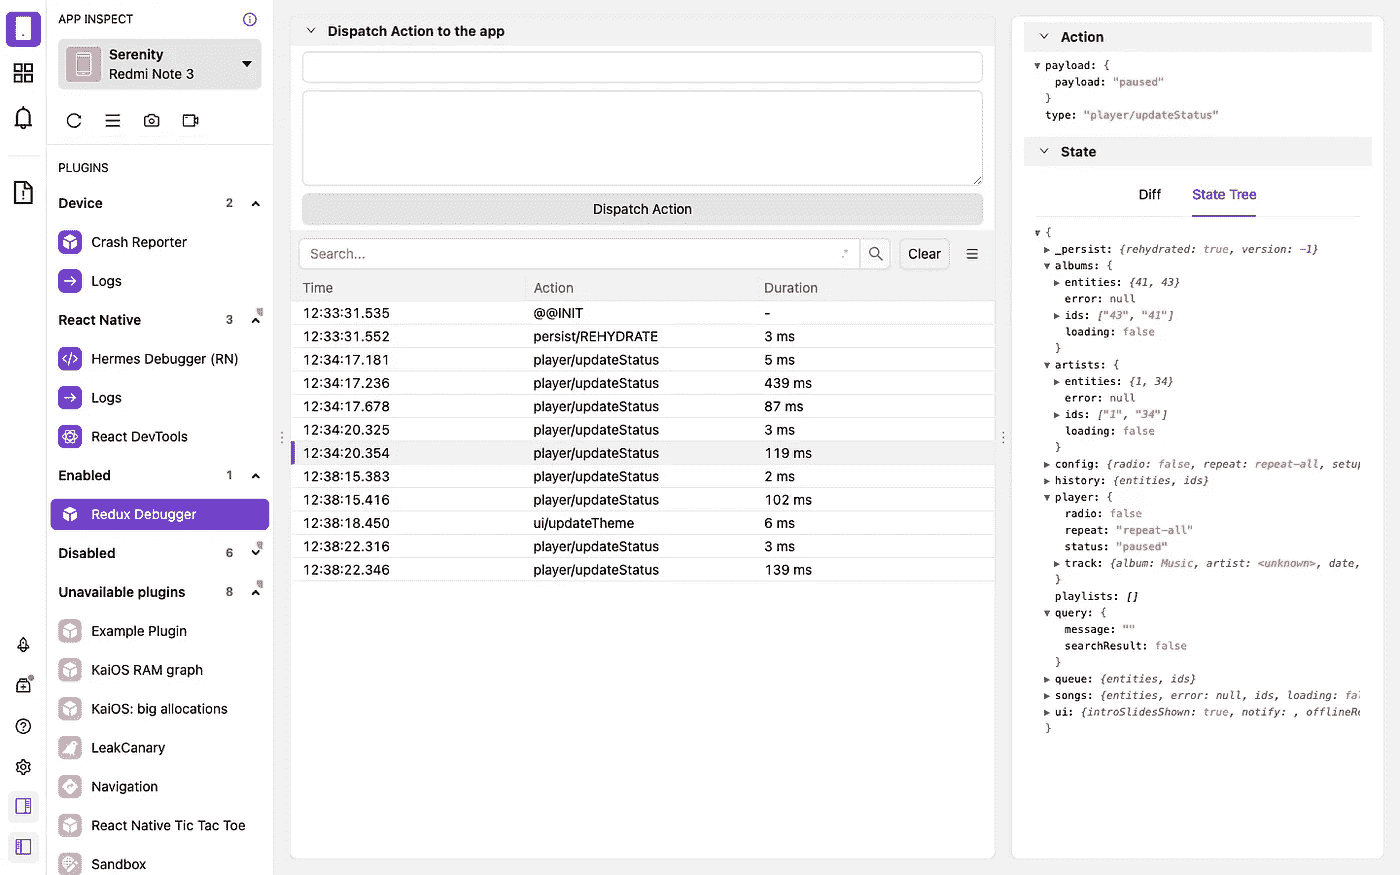 APP INSPECT
Serenity
Redmi Note 3
PLUGINS
Device 2
Crash Reporter
Logs
React Native 3
Hermes Debugger (RN)
Logs
React DevTools
Enabled 1
Redux Debugger
Disabled 6
Unavailable plugins 8
Example Plugin
KaiOS RAM graph
KaiOS: big allocations
LeakCanary
Navigation
React Native Tic Tac Toe
Sandbox
Dispatch Action to the app
Dispatch Action
Search... .* Clear
Time Action Duration
12:33:31.535 @@INIT -
12:33:31.552 persist/REHYDRATE 3 ms
12:34:17.181 player/updateStatus 5 ms
12:34:17.236 player/updateStatus 439 ms
12:34:17.678 player/updateStatus 87 ms
12:34:20.325 player/updateStatus 3 ms
12:34:20.354 player/updateStatus 119 ms
12:38:15.383 player/updateStatus 2 ms
12:38:15.416 player/updateStatus 102 ms
12:38:18.450 ui/updateTheme 6 ms
12:38:22.316 player/updateStatus 3 ms
12:38:22.346 player/updateStatus 139 ms
Action
payload: {
payload: "paused"
}
type: "player/updateStatus"
State
Diff State Tree
{
_persist: {rehydrated: true, version: -1}
albums: {
entities: {41, 43}
error: null
ids: ["43", "41"]
loading: false
}
artists: {
entities: {1, 34}
error: null
ids: ["1", "34"]
loading: false
}
config: {radio: false, repeat: repeat-all, setup
history: {entities, ids}
player: {
radio: false
repeat: "repeat-all"
status: "paused"
track: {album: Music, artist: <unknown>, date,
}
playlists: []
query: {
message: ""
searchResult: false
}
queue: {entities, ids}
songs: {entities, error: null, ids, loading: fal
ui: {introSlidesShown: true, notify: , offlineRe
}